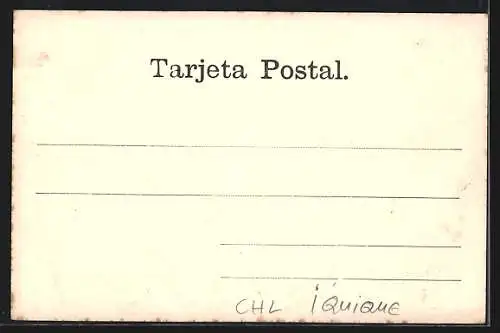 Tarjeta Postal.
CHL IQUIQUE